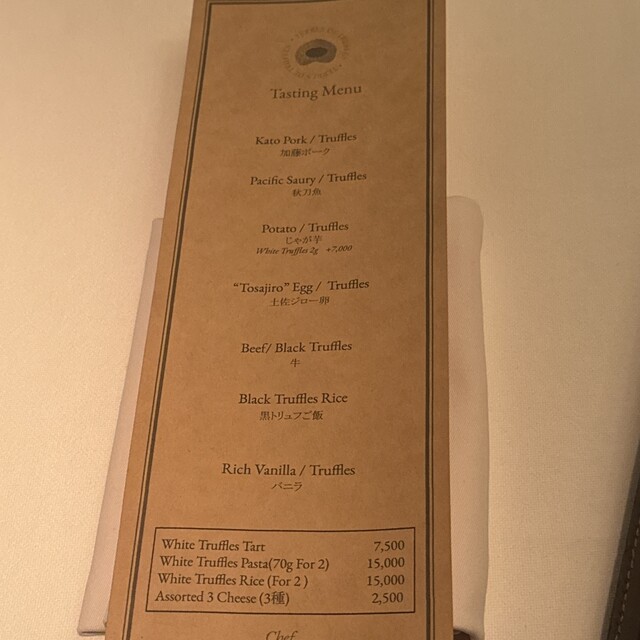 Tasting Menu
Kato Pork / Truffles
加藤ポーク
Pacific Saury / Truffles
秋刀魚
Potato / Truffles
じゃが芋
White Truffles 2g +7,000
“Tosajiro” Egg / Truffles
土佐ジロー卵
Beef/ Black Truffles
牛
Black Truffles Rice
黒トリュフご飯
Rich Vanilla / Truffles
バニラ
White Truffles Tart 7,500
White Truffles Pasta(70g For 2) 15,000
White Truffles Rice (For 2 ) 15,000
Assorted 3 Cheese (3種) 2,500
Chef